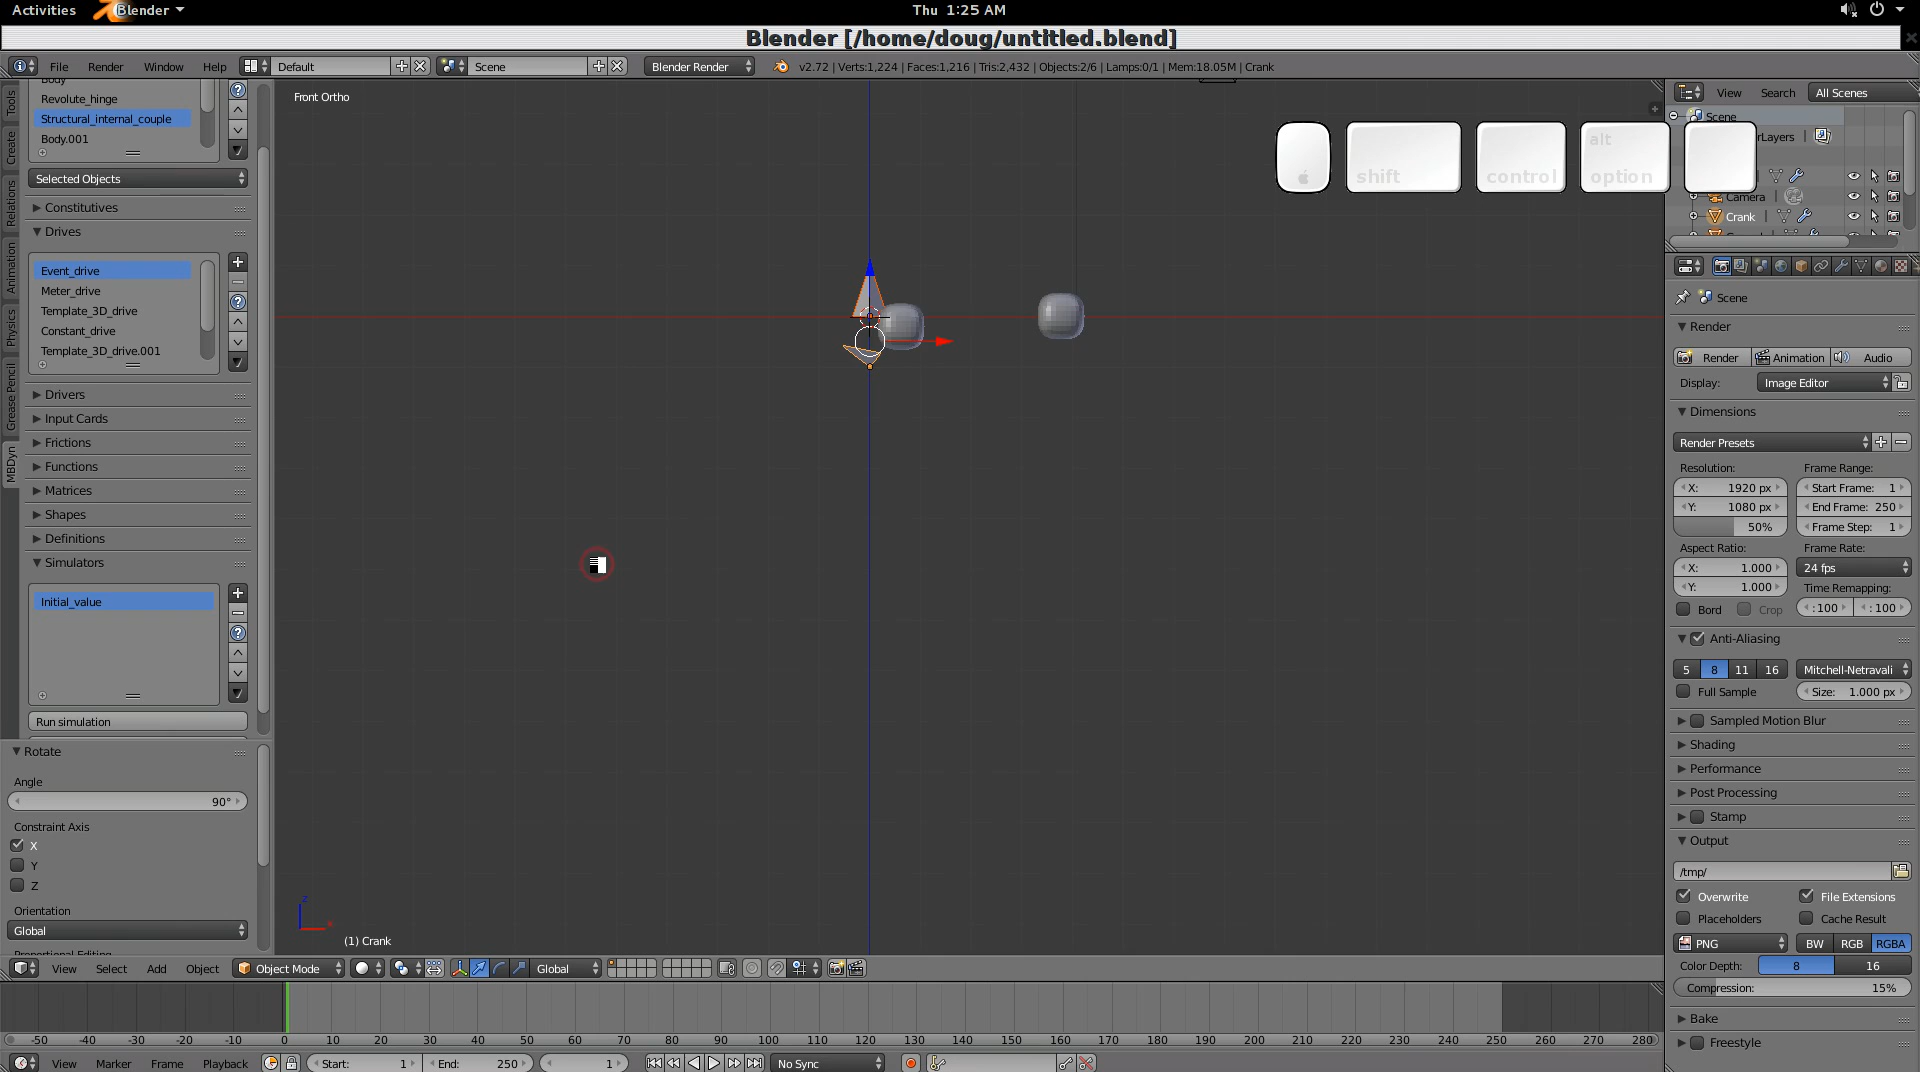 Activities Blender Thu 1:25 AM
Blender [/home/doug/untitled.blend]
File Render Window Help Default Scene Blender Render v2.72 | Verts:1,224 | Faces:1,216 | Tris:2,432 | Objects:2/6 | Lamps:0/1 | Mem:18.05M | Crank
Tools
Create
Relations
Animation
Physics
Grease Pencil
MBDyn
Body
Revolute_hinge
Structural_internal_couple
Body.001
Selected Objects
Constitutives
Drives
Event_drive
Meter_drive
Template_3D_drive
Constant_drive
Template_3D_drive.001
Drivers
Input Cards
Frictions
Functions
Matrices
Shapes
Definitions
Simulators
Initial_value
Run simulation
Rotate
Angle
90°
Constraint Axis
X
Y
Z
Orientation
Global
Proportional Editing
Front Ortho
shift control alt option
z
x
(1) Crank
View Select Add Object Object Mode Global
-50 -40 -30 -20 -10 0 10 20 30 40 50 60 70 80 90 100 110 120 130 140 150 160 170 180 190 200 210 220 230 240 250 260 270 280
View Marker Frame Playback Start: 1 End: 250 1 No Sync
View Search All Scenes
Scene
rLayers
Camera
Crank
Scene
Render
Render Animation Audio
Display: Image Editor
Dimensions
Render Presets
Resolution: Frame Range:
X: 1920 px Start Frame: 1
Y: 1080 px End Frame: 250
50% Frame Step: 1
Aspect Ratio: Frame Rate:
X: 1.000 24 fps
Y: 1.000 Time Remapping:
Bord Crop :100 :100
Anti-Aliasing
5 8 11 16 Mitchell-Netravali
Full Sample Size: 1.000 px
Sampled Motion Blur
Shading
Performance
Post Processing
Stamp
Output
/tmp/
Overwrite File Extensions
Placeholders Cache Result
PNG BW RGB RGBA
Color Depth: 8 16
Compression: 15%
Bake
Freestyle